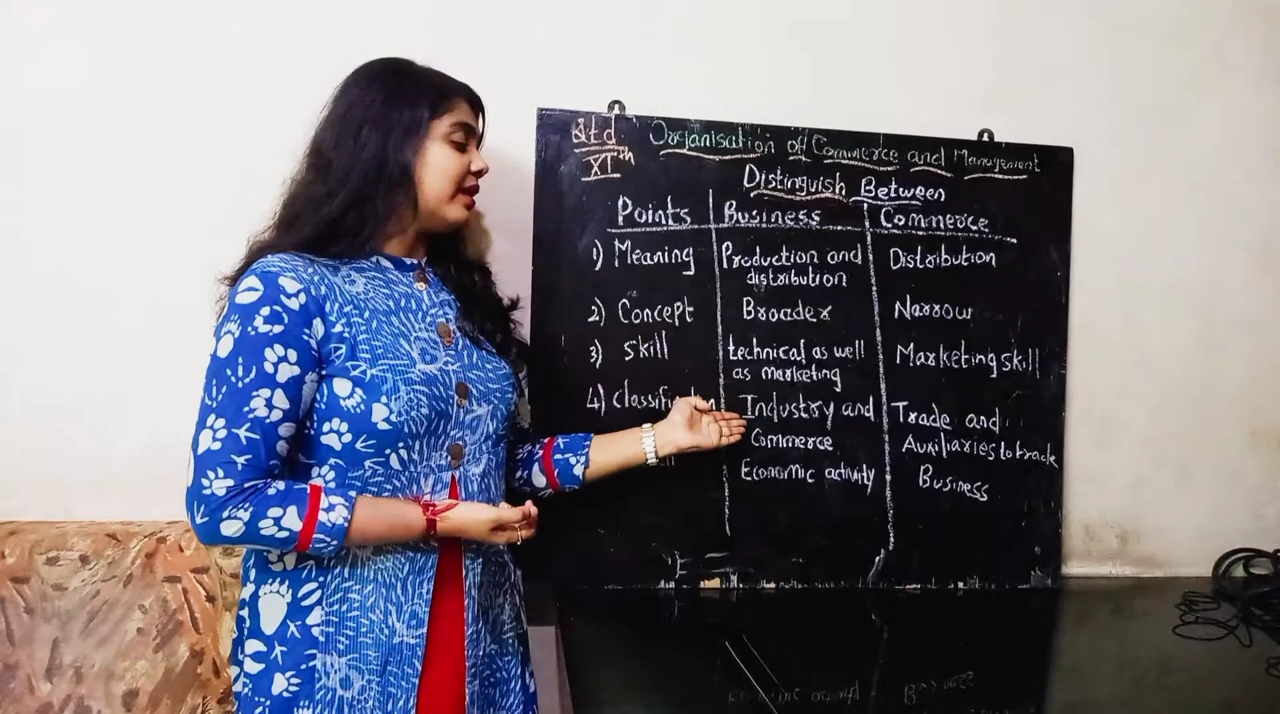 Std. Organisation of Commerce and Management
XIth
Distinguish Between
Points Business Commerce
1) Meaning Production and distribution Distribution
2) Concept Broader Narrow
3) Skill technical as well as marketing Marketing skill
4) Industry and Commerce Trade and Auxiliaries to trade
Economic activity Business